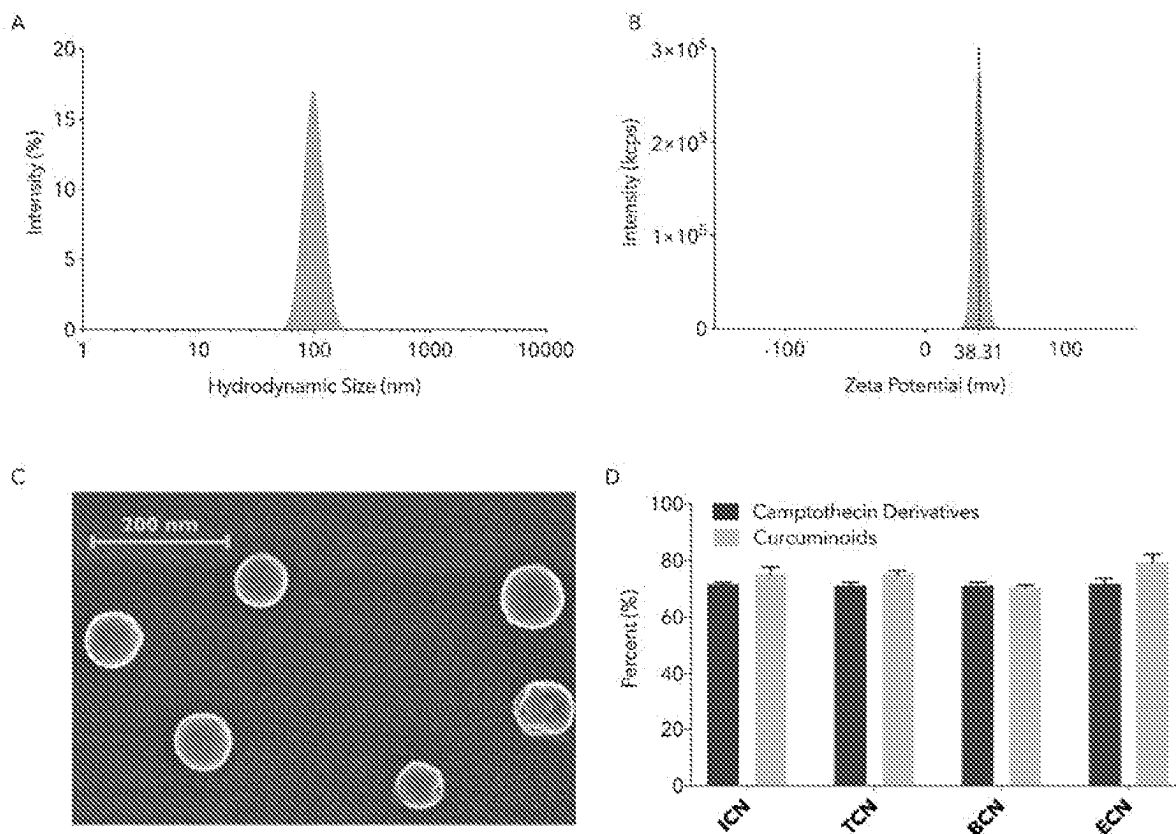 A
20
15
10
5
0
Intensity (%)
1 10 100 1000 10000
Hydrodynamic Size (nm)
B
3×10⁵
2×10⁵
1×10⁵
0
Intensity (kcps)
-100 0 38.31 100
Zeta Potential (mv)
C
200 nm
D
100
80
60
40
20
0
Percent (%)
Camptothecin Derivatives
Curcuminoids
ICN TCN BCN ECN